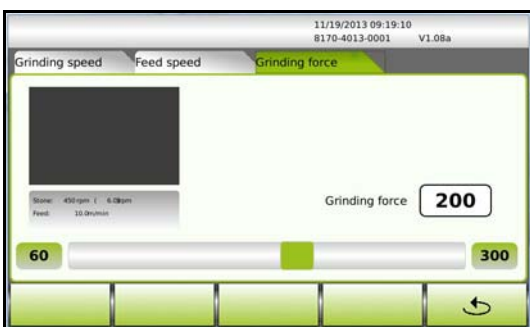 11/19/2013 09:19:10
8170-4013-0001 V1.08a
Grinding speed Feed speed Grinding force
Stone: 450 rpm (
Feed: 10.0m/min
Grinding force 200
60 300